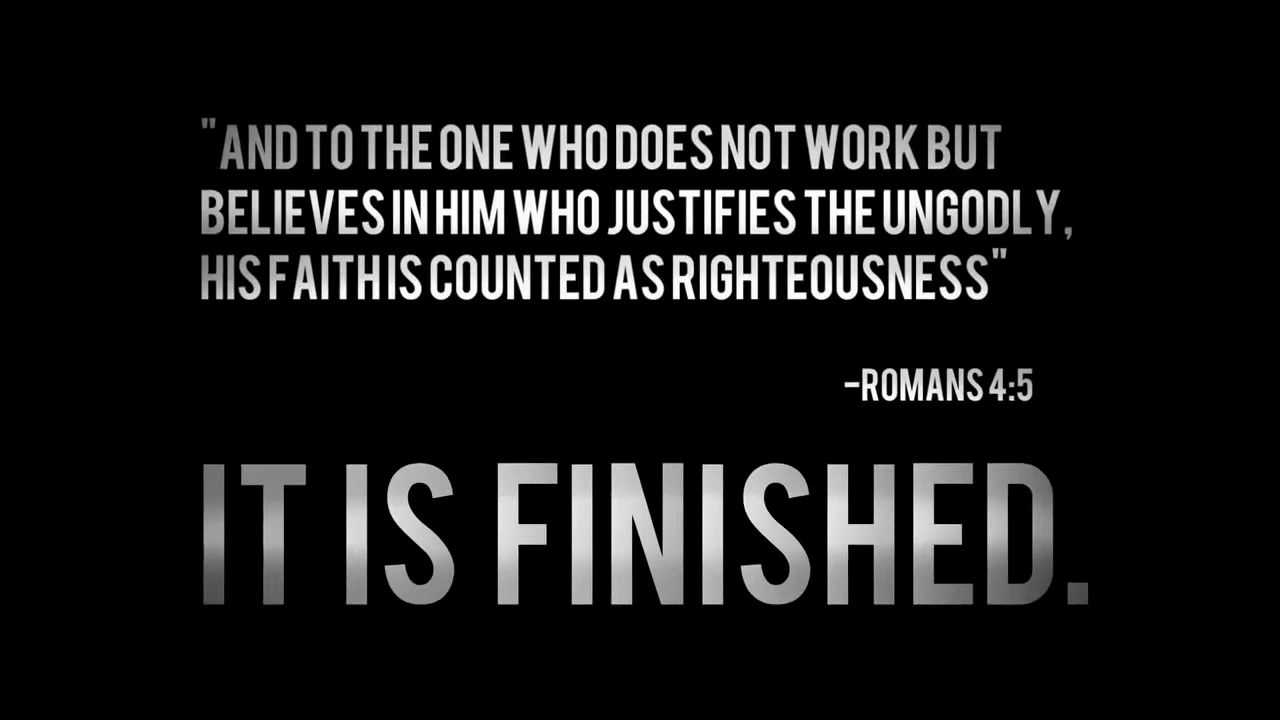 "AND TO THE ONE WHO DOES NOT WORK BUT
BELIEVES IN HIM WHO JUSTIFIES THE UNGODLY,
HIS FAITH IS COUNTED AS RIGHTEOUSNESS"
-ROMANS 4:5
IT IS FINISHED.